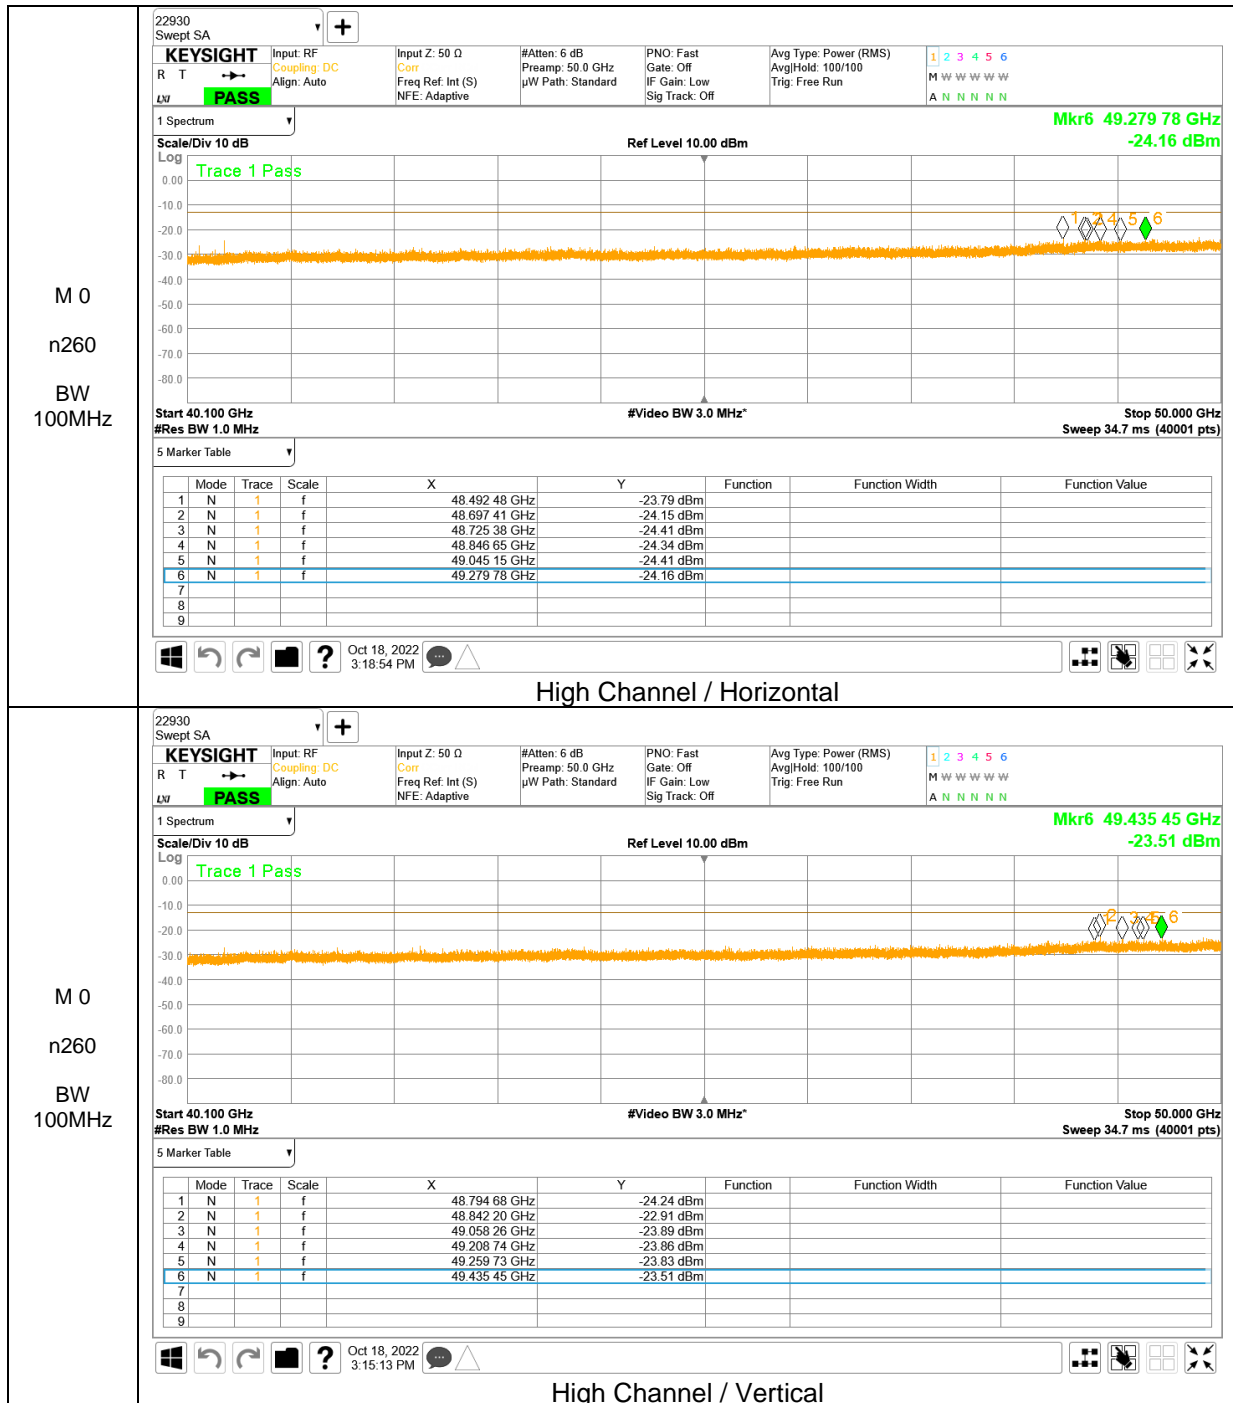 22930
Swept SA
KEYSIGHT
R T
LXI
PASS
Input: RF
Coupling: DC
Align: Auto
Input Z: 50 Ω
Corr
Freq Ref: Int (S)
NFE: Adaptive
#Atten: 6 dB
Preamp: 50.0 GHz
µW Path: Standard
PNO: Fast
Gate: Off
IF Gain: Low
Sig Track: Off
Avg Type: Power (RMS)
Avg|Hold: 100/100
Trig: Free Run
1 2 3 4 5 6
M W W W W W
A N N N N N
1 Spectrum
Mkr6 49.279 78 GHz
Scale/Div 10 dB Ref Level 10.00 dBm -24.16 dBm
Log
Trace 1 Pass
0.00
-10.0
-20.0
-30.0
-40.0
-50.0
-60.0
-70.0
-80.0
1 2 4 5 6
M 0
n260
BW
100MHz
Start 40.100 GHz #Video BW 3.0 MHz* Stop 50.000 GHz
#Res BW 1.0 MHz Sweep 34.7 ms (40001 pts)
5 Marker Table
Mode Trace Scale X Y Function Function Width Function Value
1 N 1 f 48.492 48 GHz -23.79 dBm
2 N 1 f 48.697 41 GHz -24.15 dBm
3 N 1 f 48.725 38 GHz -24.41 dBm
4 N 1 f 48.846 65 GHz -24.34 dBm
5 N 1 f 49.045 15 GHz -24.41 dBm
6 N 1 f 49.279 78 GHz -24.16 dBm
7
8
9
? Oct 18, 2022
3:18:54 PM
High Channel / Horizontal
22930
Swept SA
KEYSIGHT
R T
LXI
PASS
Input: RF
Coupling: DC
Align: Auto
Input Z: 50 Ω
Corr
Freq Ref: Int (S)
NFE: Adaptive
#Atten: 6 dB
Preamp: 50.0 GHz
µW Path: Standard
PNO: Fast
Gate: Off
IF Gain: Low
Sig Track: Off
Avg Type: Power (RMS)
Avg|Hold: 100/100
Trig: Free Run
1 2 3 4 5 6
M W W W W W
A N N N N N
1 Spectrum
Mkr6 49.435 45 GHz
Scale/Div 10 dB Ref Level 10.00 dBm -23.51 dBm
Log
Trace 1 Pass
0.00
-10.0
-20.0
-30.0
-40.0
-50.0
-60.0
-70.0
-80.0
2 3 6
M 0
n260
BW
100MHz
Start 40.100 GHz #Video BW 3.0 MHz* Stop 50.000 GHz
#Res BW 1.0 MHz Sweep 34.7 ms (40001 pts)
5 Marker Table
Mode Trace Scale X Y Function Function Width Function Value
1 N 1 f 48.794 68 GHz -24.24 dBm
2 N 1 f 48.842 20 GHz -22.91 dBm
3 N 1 f 49.058 26 GHz -23.89 dBm
4 N 1 f 49.208 74 GHz -23.86 dBm
5 N 1 f 49.259 73 GHz -23.83 dBm
6 N 1 f 49.435 45 GHz -23.51 dBm
7
8
9
? Oct 18, 2022
3:15:13 PM
High Channel / Vertical